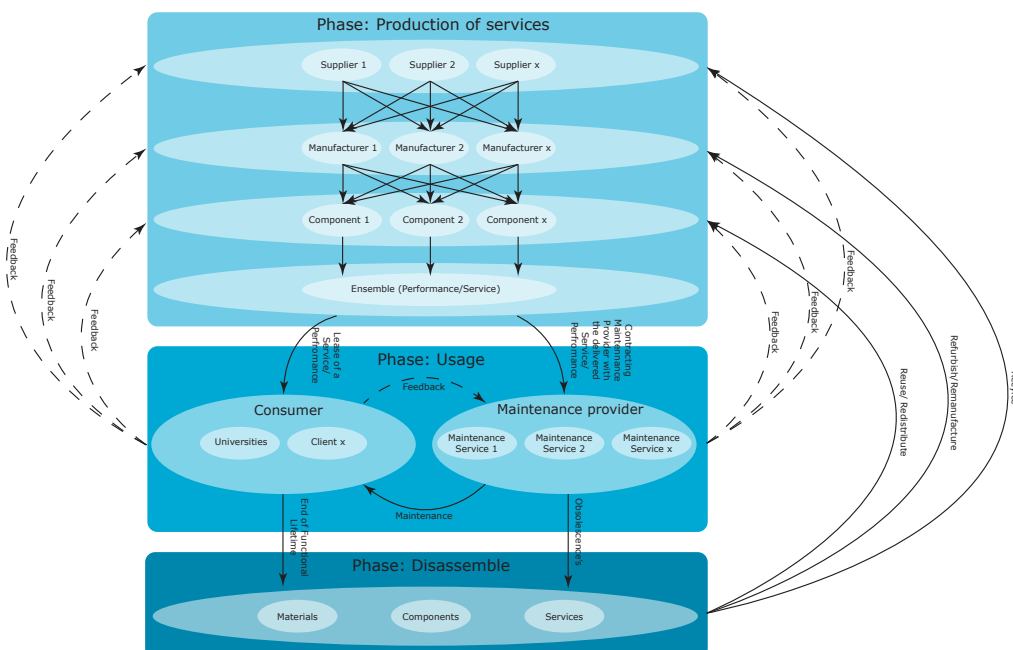 Phase: Production of services
Supplier 1
Supplier 2
Supplier x
Manufacturer 1
Manufacturer 2
Manufacturer x
Component 1
Component 2
Component x
Ensemble (Performance/Service)
Feedback
Feedback
Feedback
Feedback
Feedback
Feedback
Lease of a
Service/
Perfromance
Contracting
Maintennance
Provider with
the delivered
Service/
Perfromance
Reuse/ Redistribute
Refurbish/Remanufacture
Phase: Usage
Feedback
Consumer
Universities
Client x
Maintenance provider
Maintenance
Service 1
Maintenance
Service 2
Maintenance
Service x
Maintenance
End of Functional
Lifetime
Obsolescence's
Phase: Disassemble
Materials
Components
Services